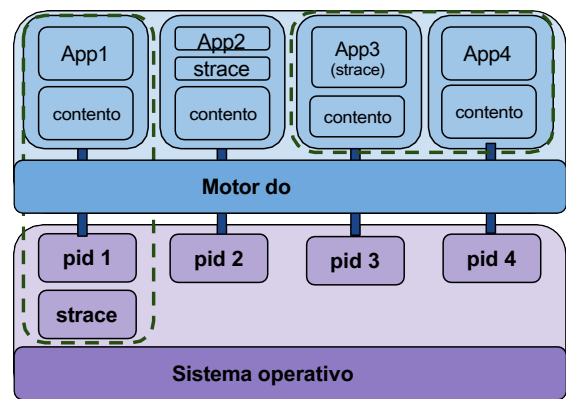 App1
App2
strace
App3
(strace)
App4
contento
contento
contento
contento
Motor do
pid 1
pid 2
pid 3
pid 4
strace
Sistema operativo